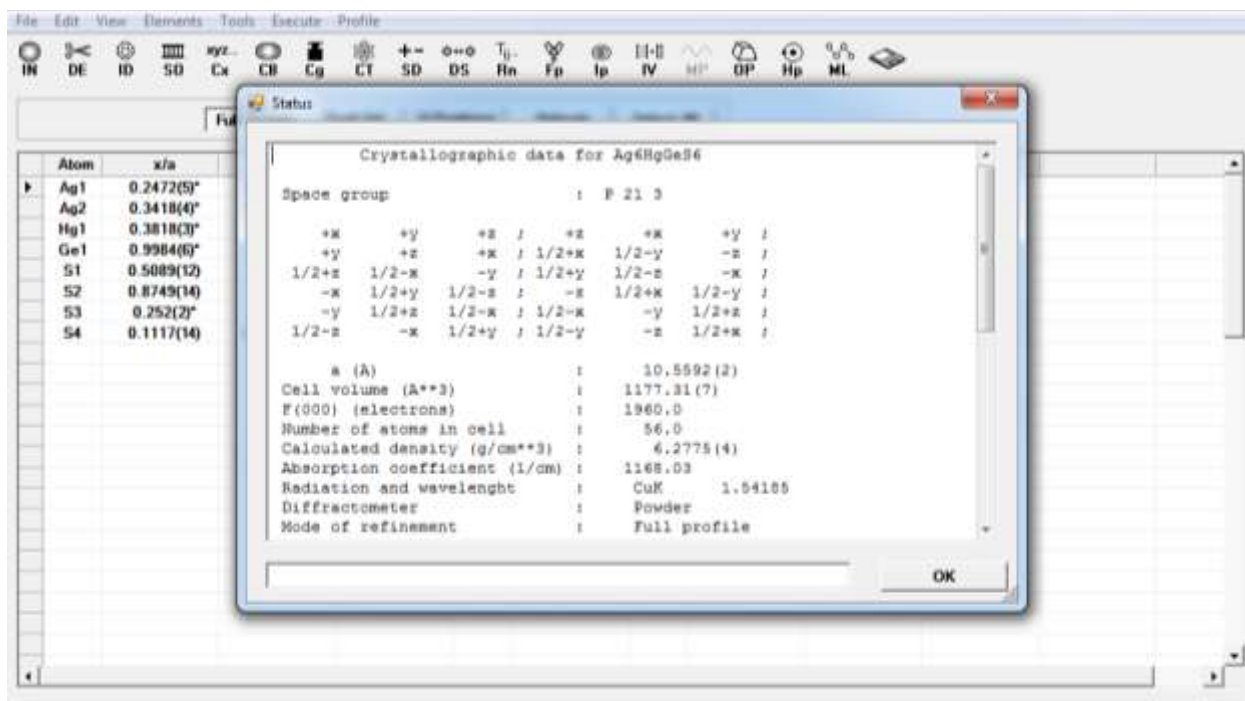 File Edit View Elements Tools Execute Profile
xyz... Tij..
IN DE ID SO Cx CB Cg CT SD DS Rn Fp Ip IV MP OP Hp ML
Status
Ful
Atom x/a
Ag1 0.2472(5)*
Ag2 0.3418(4)*
Hg1 0.3818(3)*
Ge1 0.9984(6)*
S1 0.5089(12)
S2 0.8749(14)
S3 0.252(2)*
S4 0.1117(14)
Crystallographic data for Ag6HgGeS6
Space group : P 21 3
+x +y +z ; +z +x +y ;
+y +z +x ; 1/2+x 1/2-y -z ;
1/2+z 1/2-x -y ; 1/2+y 1/2-z -x ;
-x 1/2+y 1/2-z ; -z 1/2+x 1/2-y ;
-y 1/2+z 1/2-x ; 1/2-x -y 1/2+z ;
1/2-z -x 1/2+y ; 1/2-y -z 1/2+x ;
a (Å) : 10.5592(2)
Cell volume (A**3) : 1177.31(7)
F(000) (electrons) : 1960.0
Number of atoms in cell : 56.0
Calculated density (g/cm**3) : 6.2775(4)
Absorption coefficient (1/cm) : 1168.03
Radiation and wavelenght : CuK 1.54185
Diffractometer : Powder
Mode of refinement : Full profile
OK